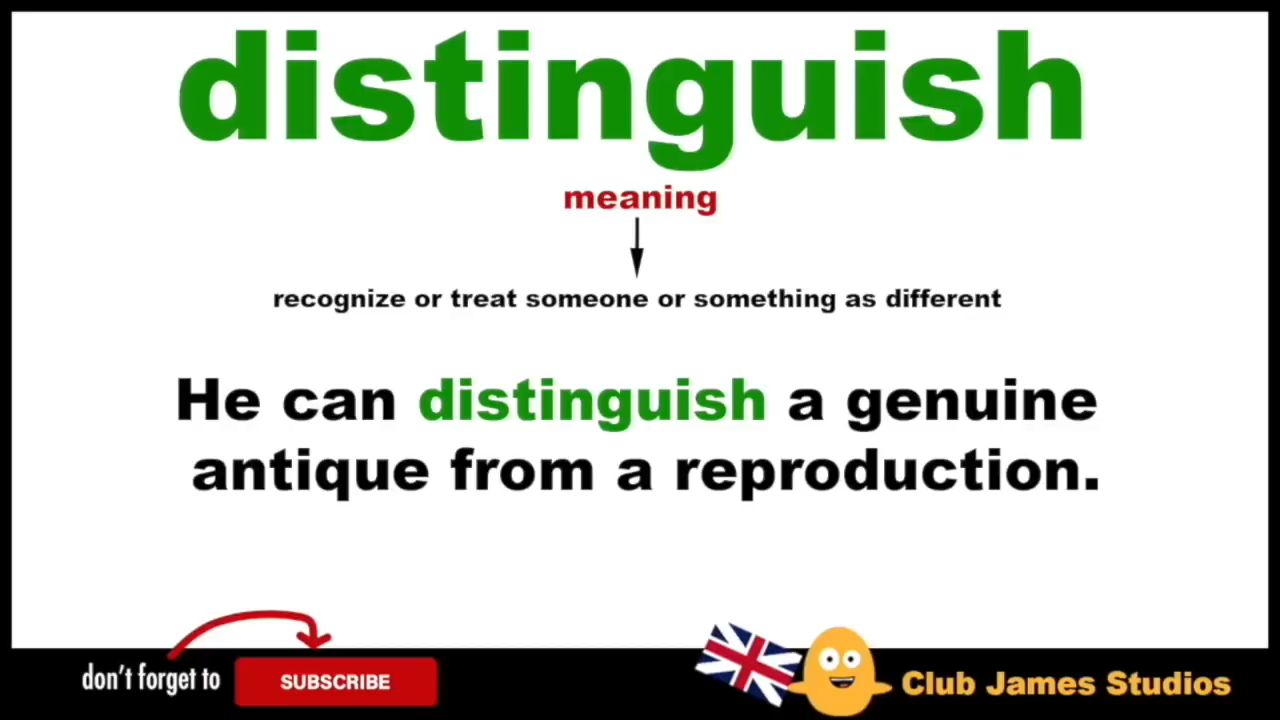 distinguish
meaning
recognize or treat someone or something as different
He can distinguish a genuine
antique from a reproduction.
don't forget to SUBSCRIBE
Club James Studios